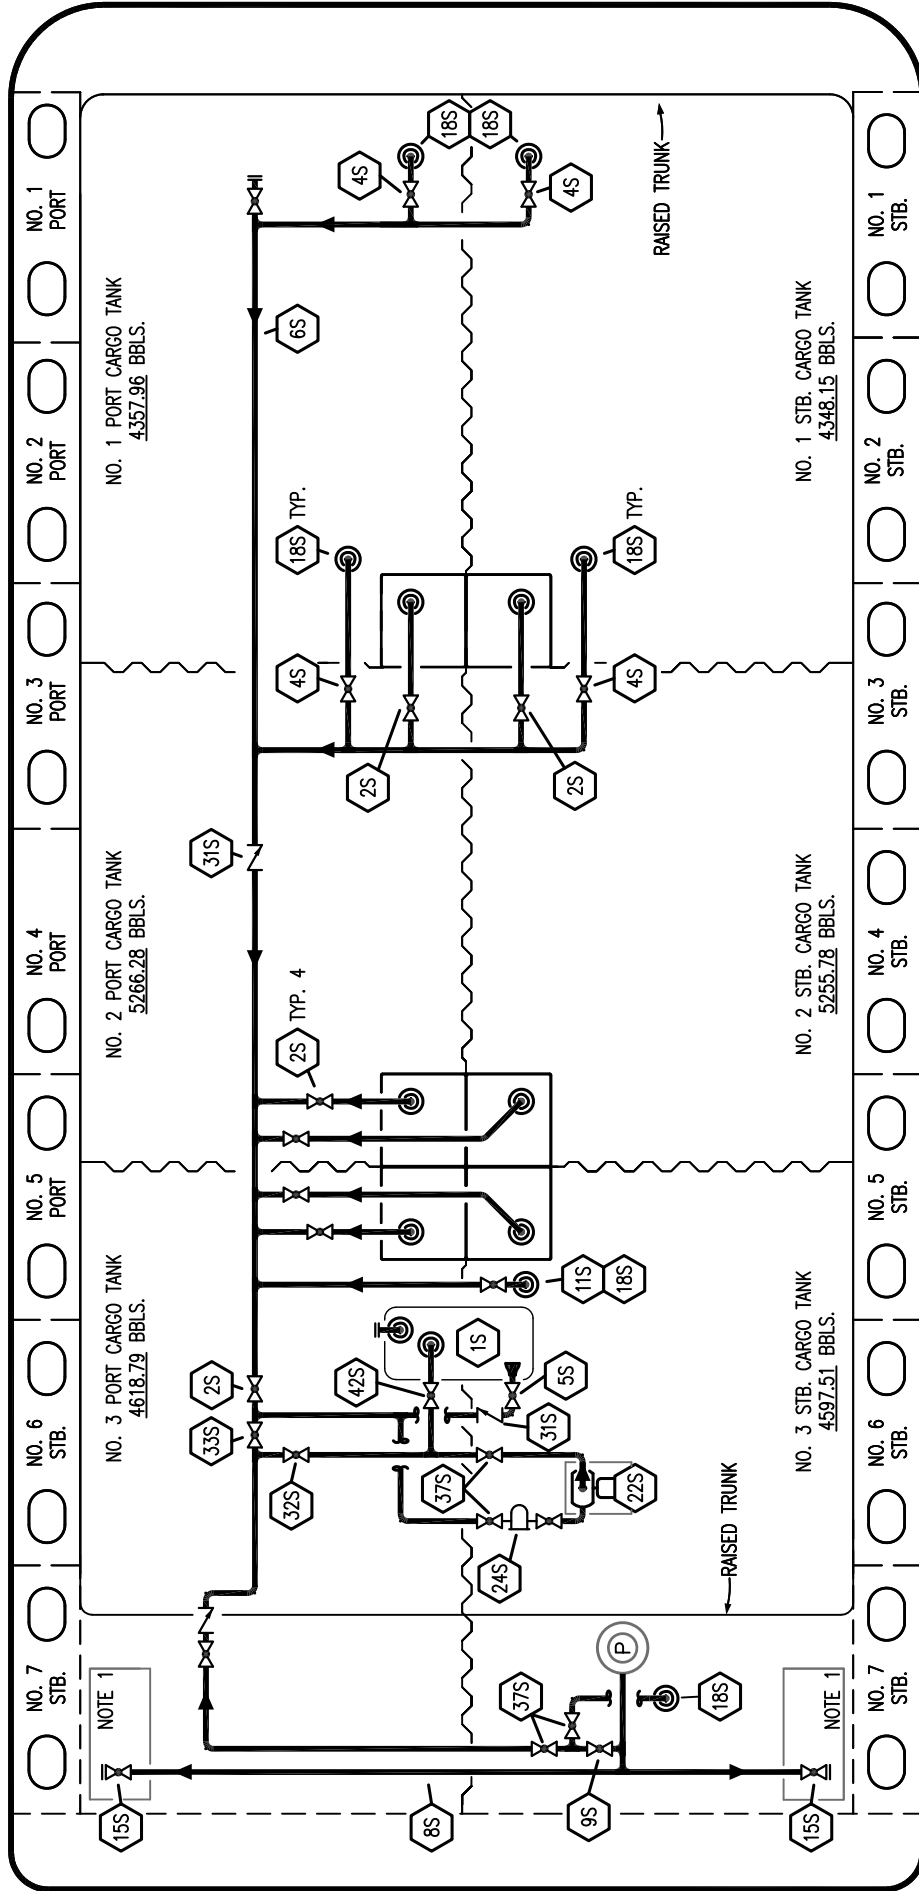 NO. 1
PORT
NO. 2
PORT
NO. 3
PORT
NO. 4
PORT
NO. 5
PORT
NO. 6
STB.
NO. 7
STB.
NO. 1 PORT CARGO TANK
4357.96 BBLS.
NO. 2 PORT CARGO TANK
5266.28 BBLS.
NO. 3 PORT CARGO TANK
4618.79 BBLS.
NOTE 1
15S
18S
18S
4S
4S
6S
RAISED TRUNK
18S TYP.
18S TYP.
4S
4S
2S
2S
31S
2S TYP. 4
11S
18S
2S
33S
32S
42S
1S
5S
31S
37S
22S
24S
RAISED TRUNK
P
37S
18S
9S
8S
NO. 1 STB. CARGO TANK
4348.15 BBLS.
NO. 2 STB. CARGO TANK
5255.78 BBLS.
NO. 3 STB. CARGO TANK
4597.51 BBLS.
NOTE 1
15S
NO. 1
STB.
NO. 2
STB.
NO. 3
STB.
NO. 4
STB.
NO. 5
STB.
NO. 6
STB.
NO. 7
STB.